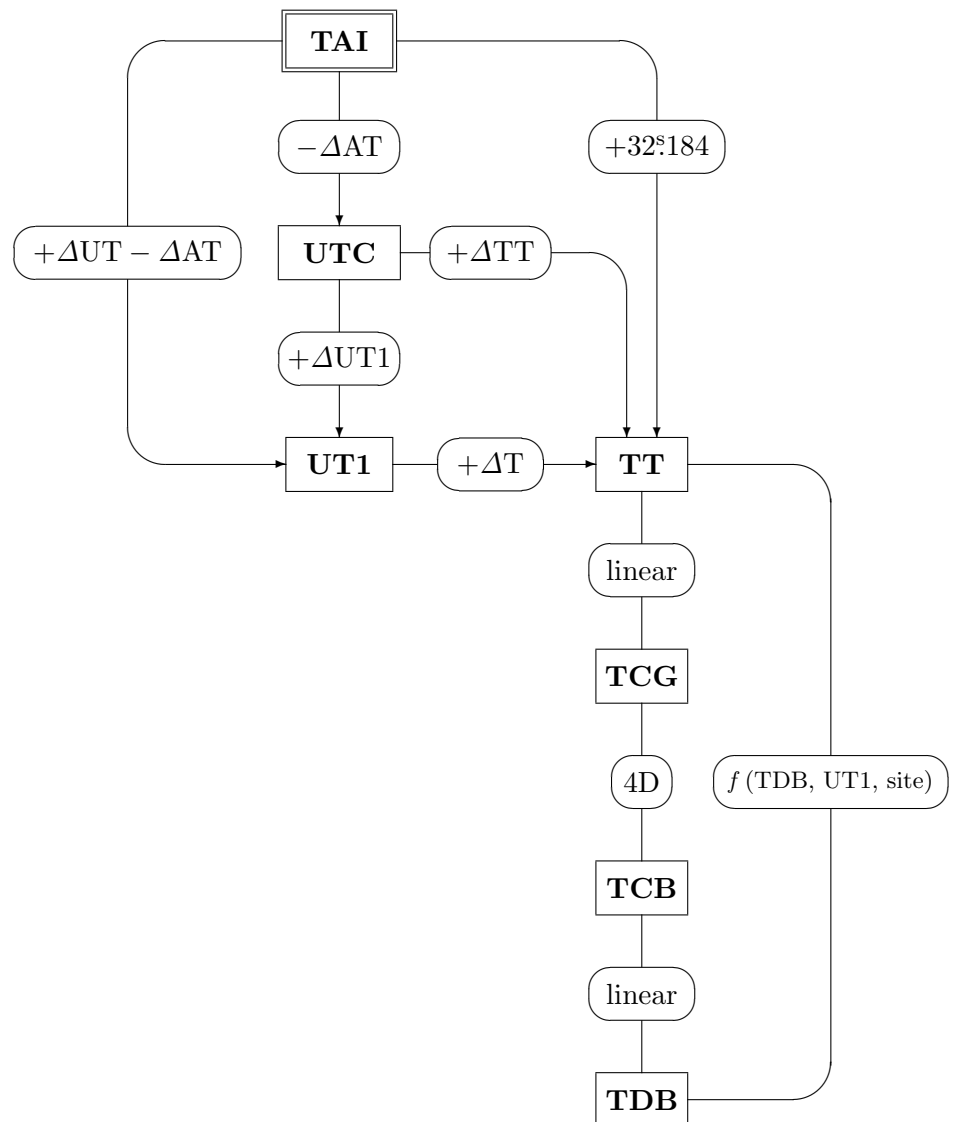 TAI
−ΔAT
+32ˢ.184
+ΔUT − ΔAT
UTC
+ΔTT
+ΔUT1
UT1
+ΔT
TT
linear
TCG
4D
f (TDB, UT1, site)
TCB
linear
TDB